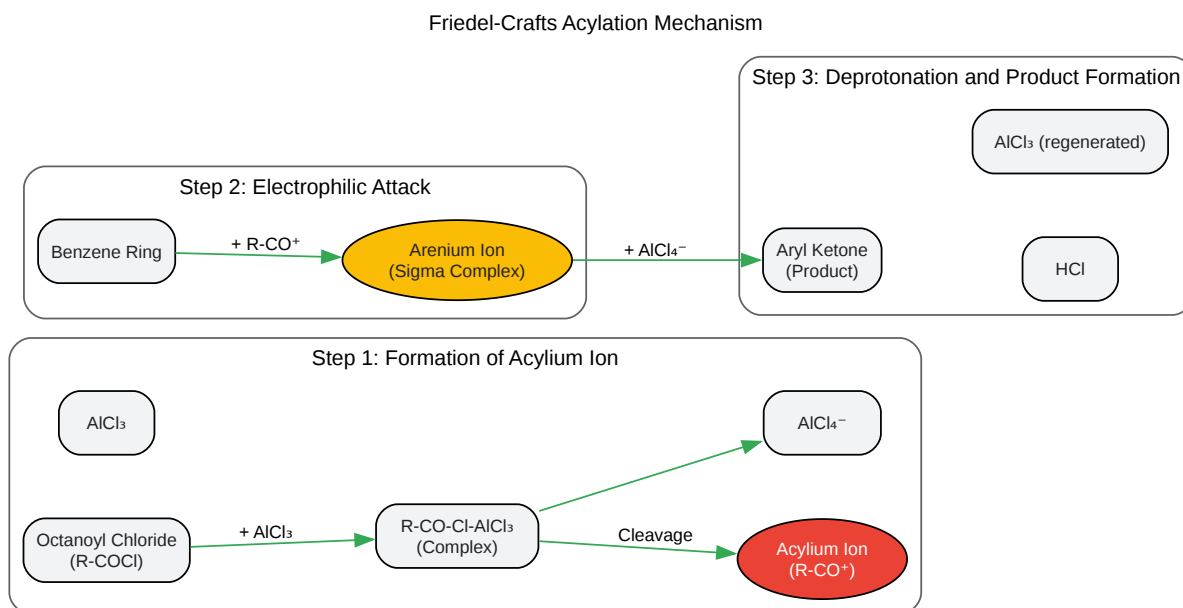 Friedel-Crafts Acylation Mechanism
Step 3: Deprotonation and Product Formation
AlCl₃ (regenerated)
Aryl Ketone
(Product)
HCl
Step 2: Electrophilic Attack
Benzene Ring
+ R-CO⁺
Arenium Ion
(Sigma Complex)
+ AlCl₄⁻
Step 1: Formation of Acylium Ion
AlCl₃
AlCl₄⁻
Octanoyl Chloride
(R-COCl)
+ AlCl₃
R-CO-Cl-AlCl₃
(Complex)
Cleavage
Acylium Ion
(R-CO⁺)